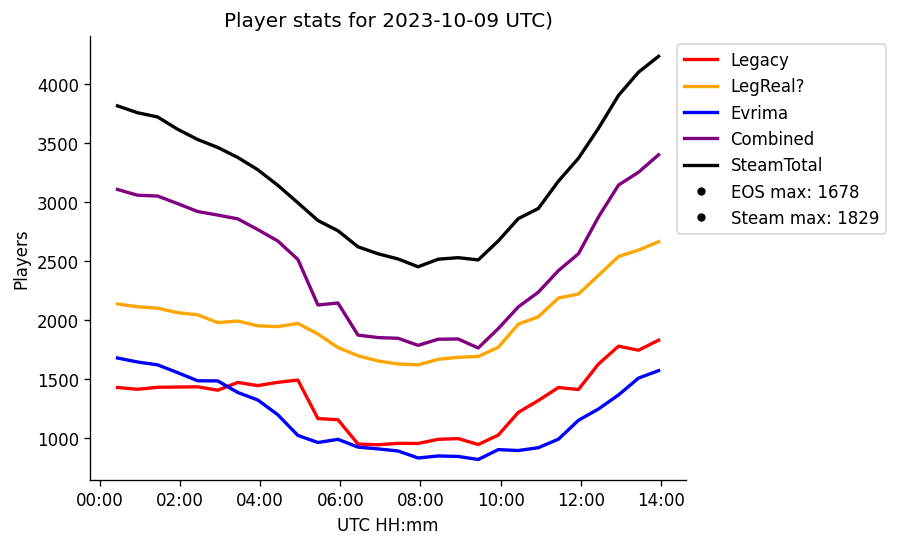 Player stats for 2023-10-09 UTC)
Legacy
LegReal?
Evrima
Combined
SteamTotal
EOS max: 1678
Steam max: 1829
Players
4000
3500
3000
2500
2000
1500
1000
00:00 02:00 04:00 06:00 08:00 10:00 12:00 14:00
UTC HH:mm